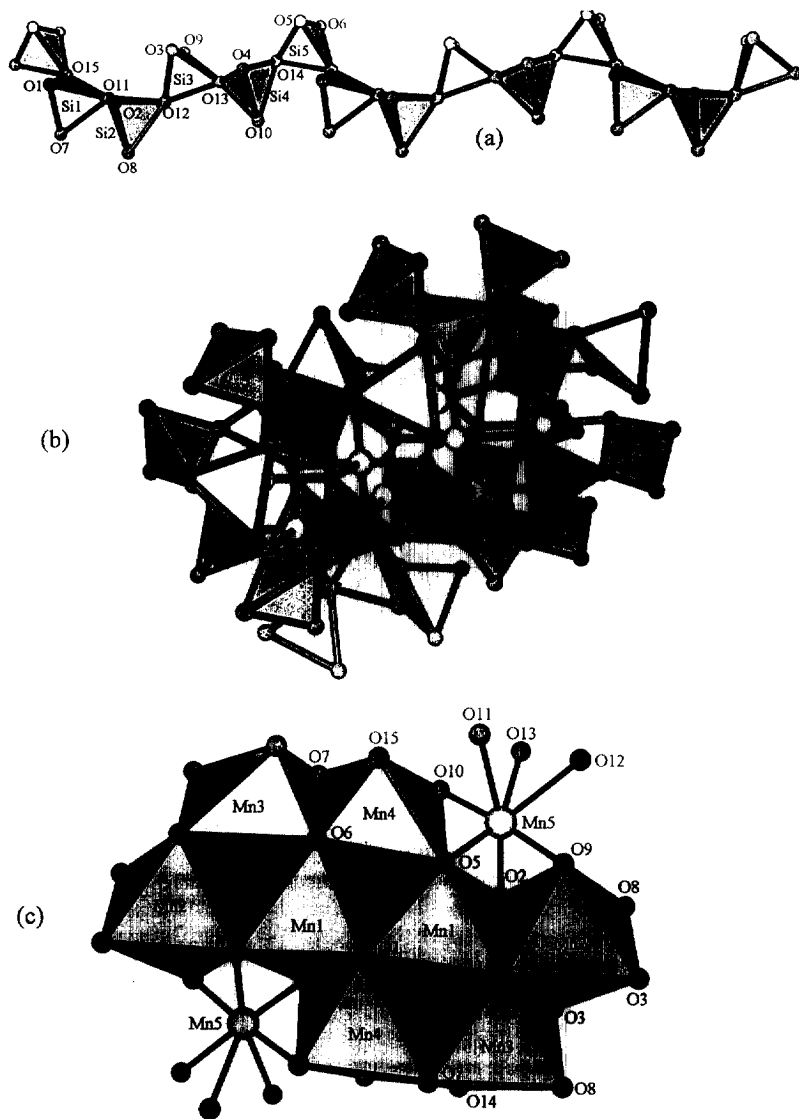 O5 O6
O3 O9 Si5
O15 O4
O11 Si3 O14
O1 O13 Si4
Si1 O2 O12
O7 Si2 O10
O8
(a)
(b)
O11
O13
O15
O7 O12
O10
Mn3 Mn4 Mn5
O6
O5 O9
O2
O8
(c)
Mn1 Mn1
O3
O3
Mn5
Mn4
O8
O14